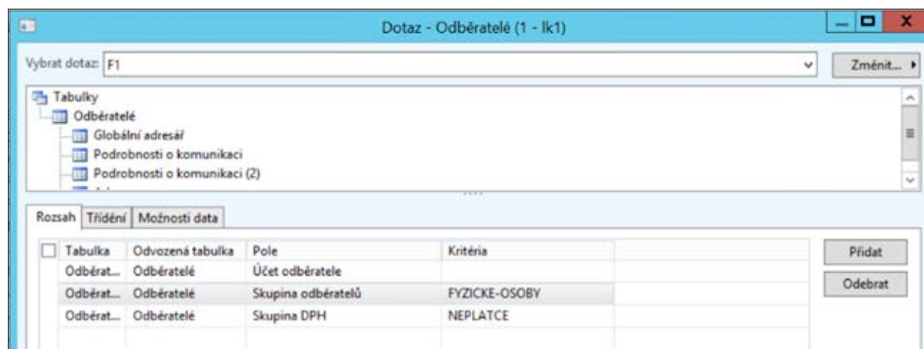 Dotaz - Odběratelé (1 - lk1)
Vybrat dotaz: F1
Změnit...
Tabulky
Odběratelé
Globální adresář
Podrobnosti o komunikaci
Podrobnosti o komunikaci (2)
Rozsah Třídění Možnosti data
Tabulka Odvozená tabulka Pole Kritéria Přidat
Odběrat... Odběratelé Účet odběratele
Odběrat... Odběratelé Skupina odběratelů FYZICKE-OSOBY Odebrat
Odběrat... Odběratelé Skupina DPH NEPLATCE